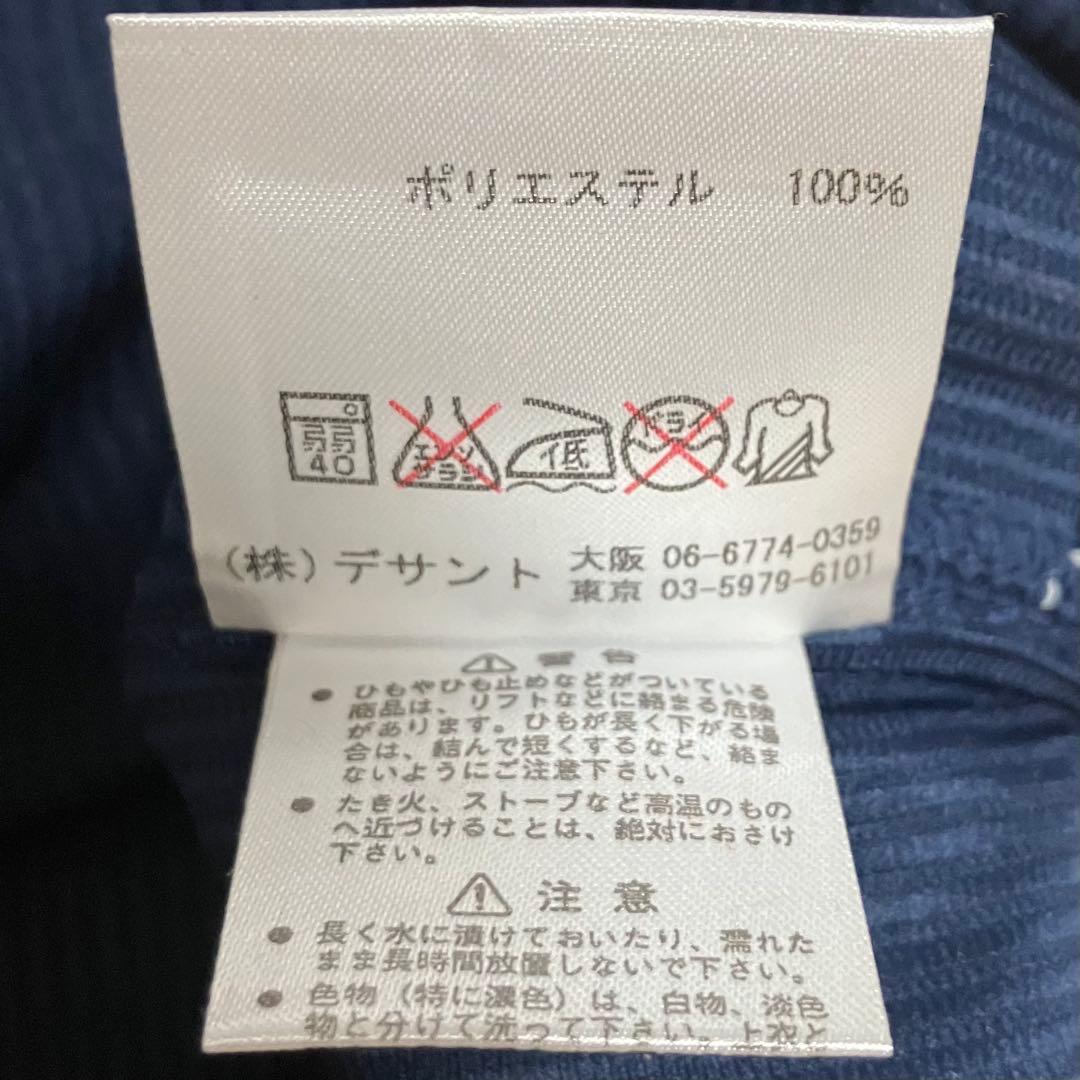 ポリエステル 100%
弱 40
エンソサラシ
低
ドライ
(株)デサント 大阪 06-6774-0359
東京 03-5979-6101
警告
● ひもやひも止めなどがついている
商品は、リフトなどに絡まる危険
があります。ひもが長く下がる場
合は、結んで短くするなど、絡ま
ないようにご注意下さい。
● たき火、ストーブなど高温のもの
へ近づけることは、絶対におさけ
下さい。
注意
● 長く水に漬けておいたり、濡れた
まま長時間放置しないで下さい。
● 色物(特に濃色)は、白物、淡色
物と分けて洗って下さい。上衣と